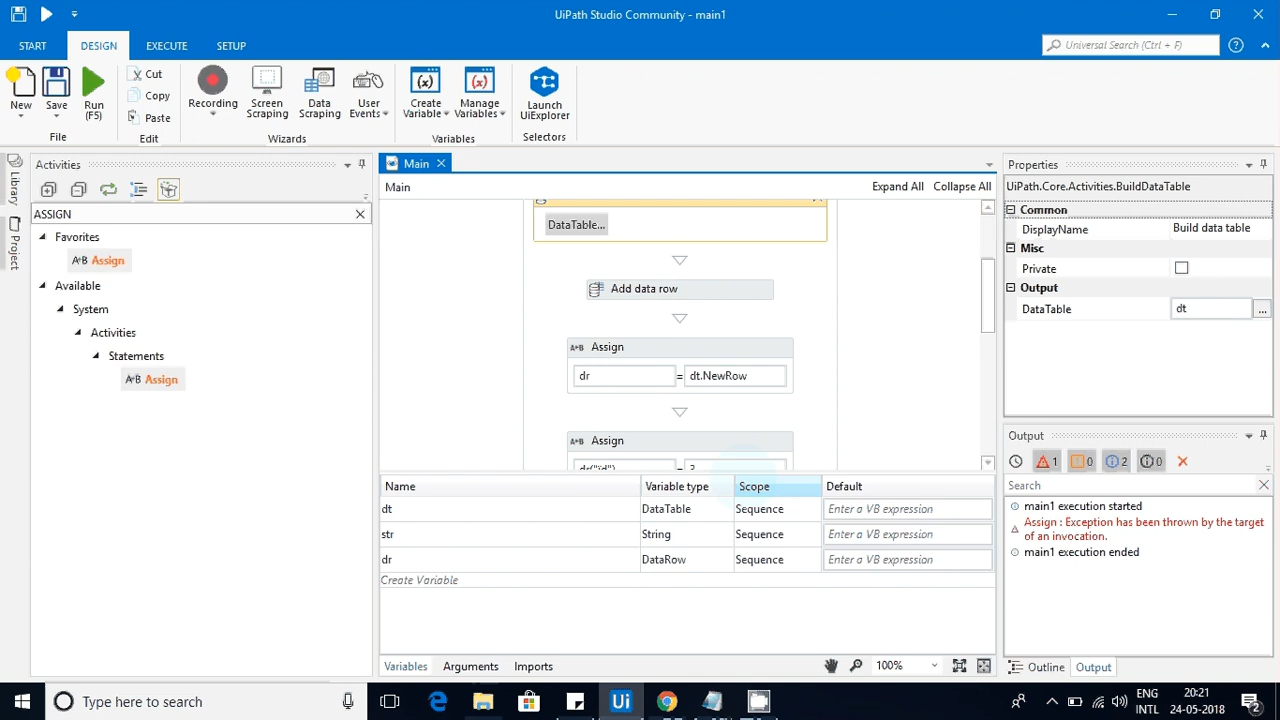 UiPath Studio Community - main1
START DESIGN EXECUTE SETUP
Universal Search (Ctrl + F)
New Save Run (F5) Cut Copy Paste Recording Screen Scraping Data Scraping User Events Create Variable Manage Variables Launch UiExplorer
File Edit Wizards Variables Selectors
Library
Project
Activities
ASSIGN
Favorites
A+B Assign
Available
System
Activities
Statements
A+B Assign
Main
Main Expand All Collapse All
DataTable...
Add data row
A+B Assign
dr = dt.NewRow
A+B Assign
dr("id") =
Name Variable type Scope Default
dt DataTable Sequence Enter a VB expression
str String Sequence Enter a VB expression
dr DataRow Sequence Enter a VB expression
Create Variable
Variables Arguments Imports 100%
Properties
UiPath.Core.Activities.BuildDataTable
Common
DisplayName Build data table
Misc
Private
Output
DataTable dt ...
Output
1 0 2 0
Search
main1 execution started
Assign : Exception has been thrown by the target
of an invocation.
main1 execution ended
Outline Output
Type here to search
Ui
ENG
INTL
20:21
24-05-2018
2